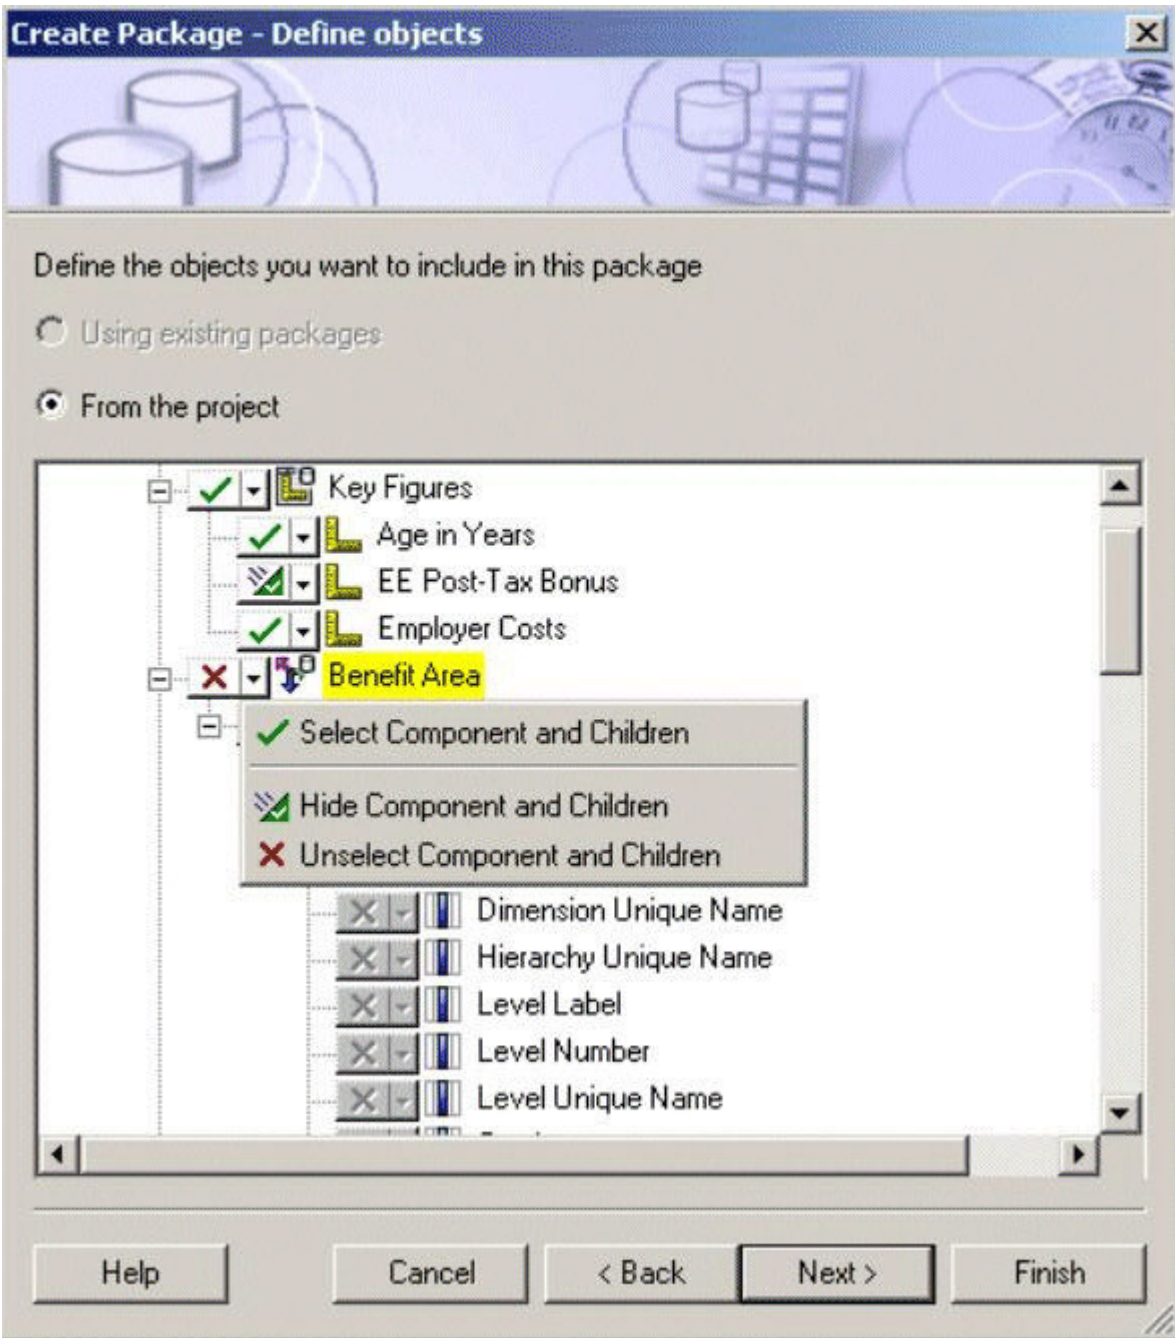 Create Package - Define objects
Define the objects you want to include in this package
Using existing packages
From the project
Key Figures
Age in Years
EE Post-Tax Bonus
Employer Costs
Benefit Area
Select Component and Children
Hide Component and Children
Unselect Component and Children
Dimension Unique Name
Hierarchy Unique Name
Level Label
Level Number
Level Unique Name
Help
Cancel
< Back
Next >
Finish